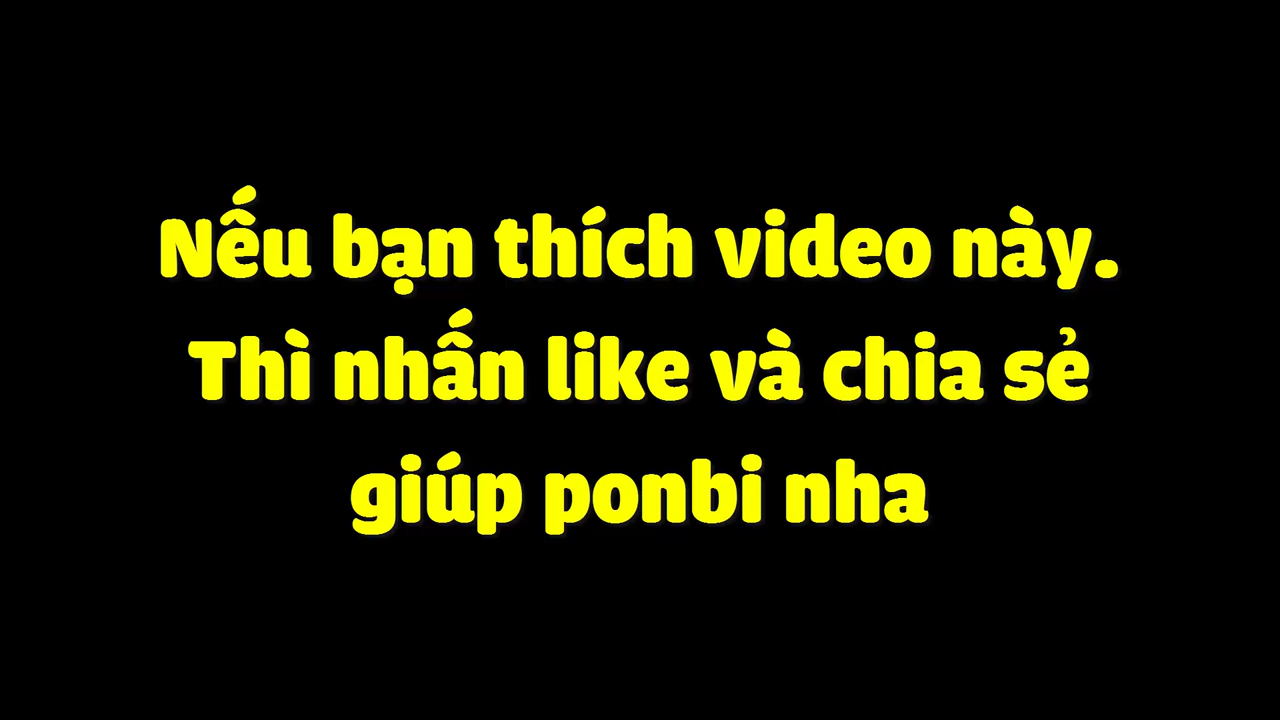 Nếu bạn thích video này.
Thì nhấn like và chia sẻ
giúp ponbi nha